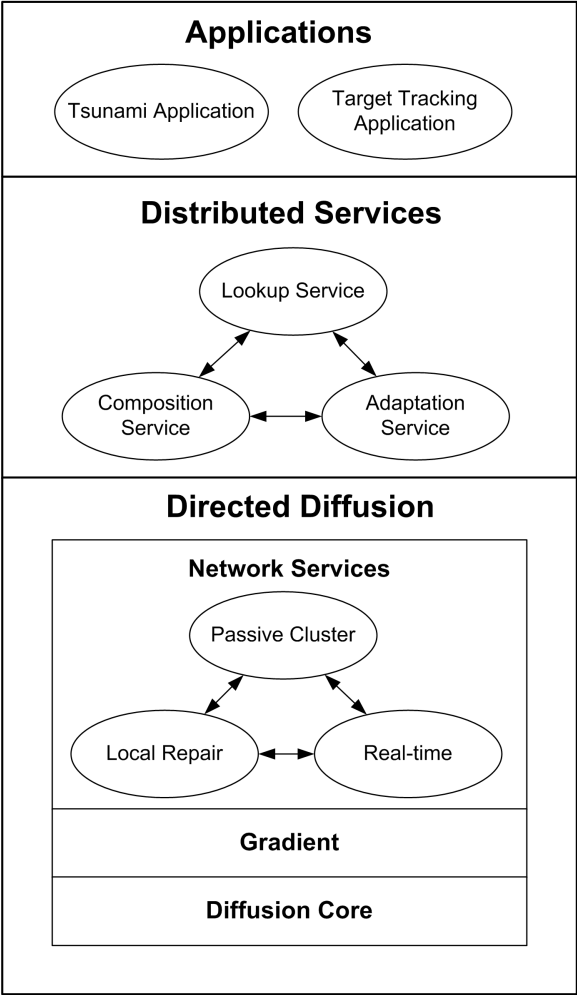 Applications
Tsunami Application
Target Tracking
Application
Distributed Services
Lookup Service
Composition
Service
Adaptation
Service
Directed Diffusion
Network Services
Passive Cluster
Local Repair
Real-time
Gradient
Diffusion Core